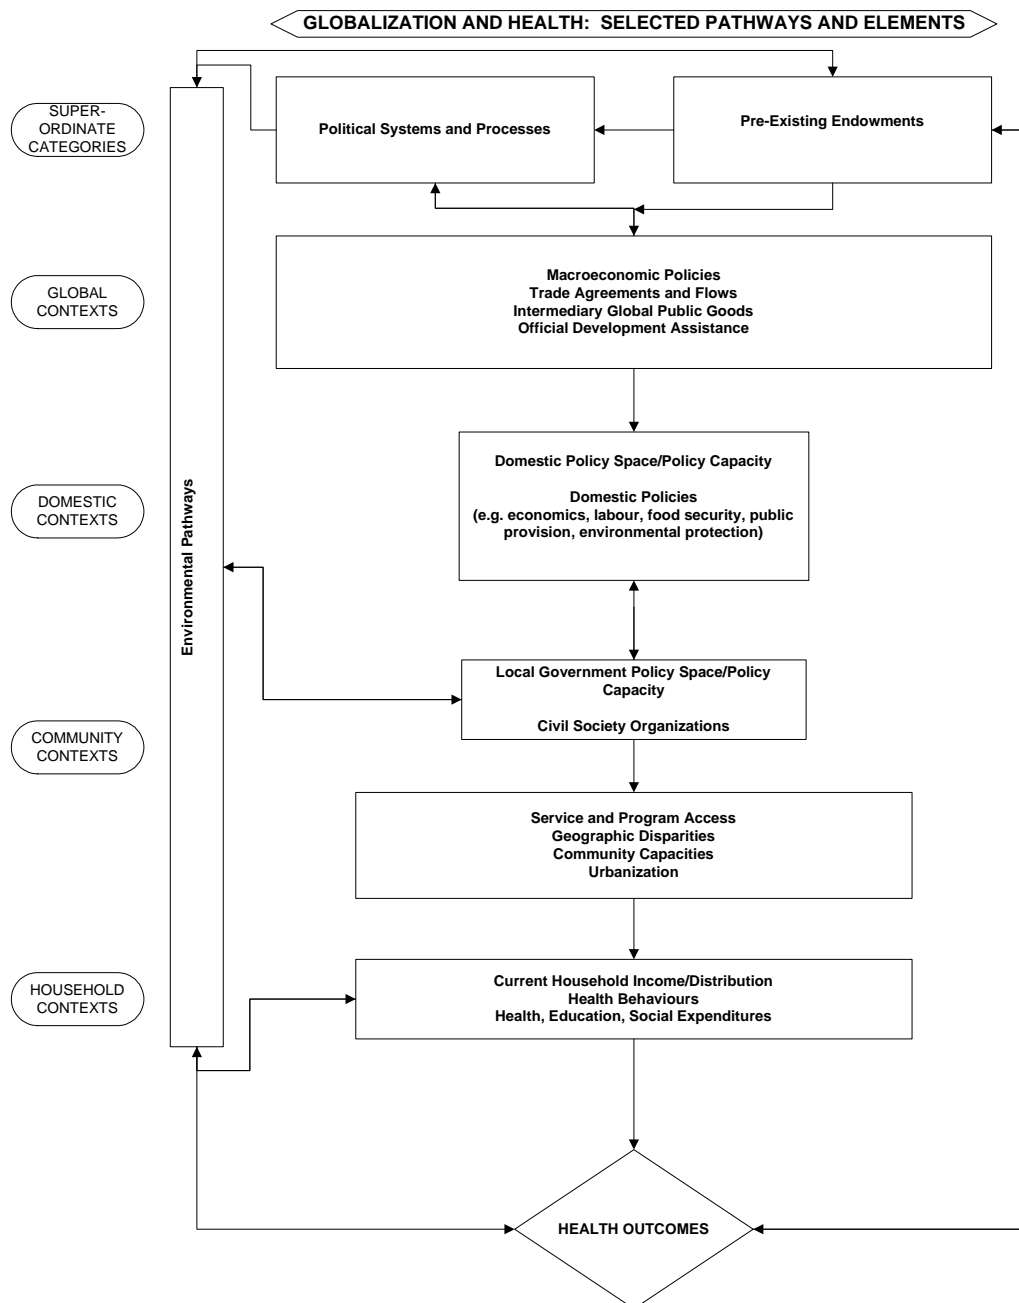 GLOBALIZATION AND HEALTH: SELECTED PATHWAYS AND ELEMENTS
SUPER-
ORDINATE
CATEGORIES
Political Systems and Processes
Pre-Existing Endowments
GLOBAL
CONTEXTS
Macroeconomic Policies
Trade Agreements and Flows
Intermediary Global Public Goods
Official Development Assistance
Environmental Pathways
DOMESTIC
CONTEXTS
Domestic Policy Space/Policy Capacity
Domestic Policies
(e.g. economics, labour, food security, public
provision, environmental protection)
Local Government Policy Space/Policy
Capacity
Civil Society Organizations
COMMUNITY
CONTEXTS
Service and Program Access
Geographic Disparities
Community Capacities
Urbanization
HOUSEHOLD
CONTEXTS
Current Household Income/Distribution
Health Behaviours
Health, Education, Social Expenditures
HEALTH OUTCOMES